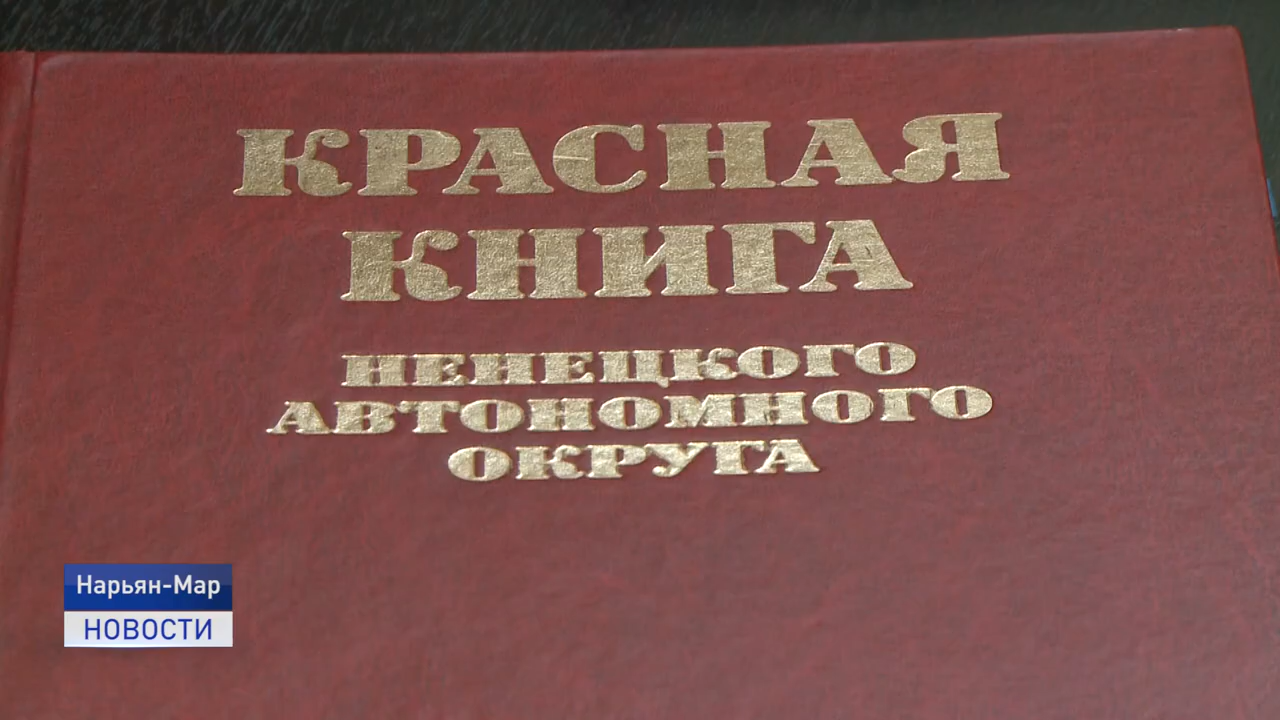 КРАСНАЯ
КНИГА
НЕНЕЦКОГО
АВТОНОМНОГО
ОКРУГА
Нарьян-Мар
НОВОСТИ